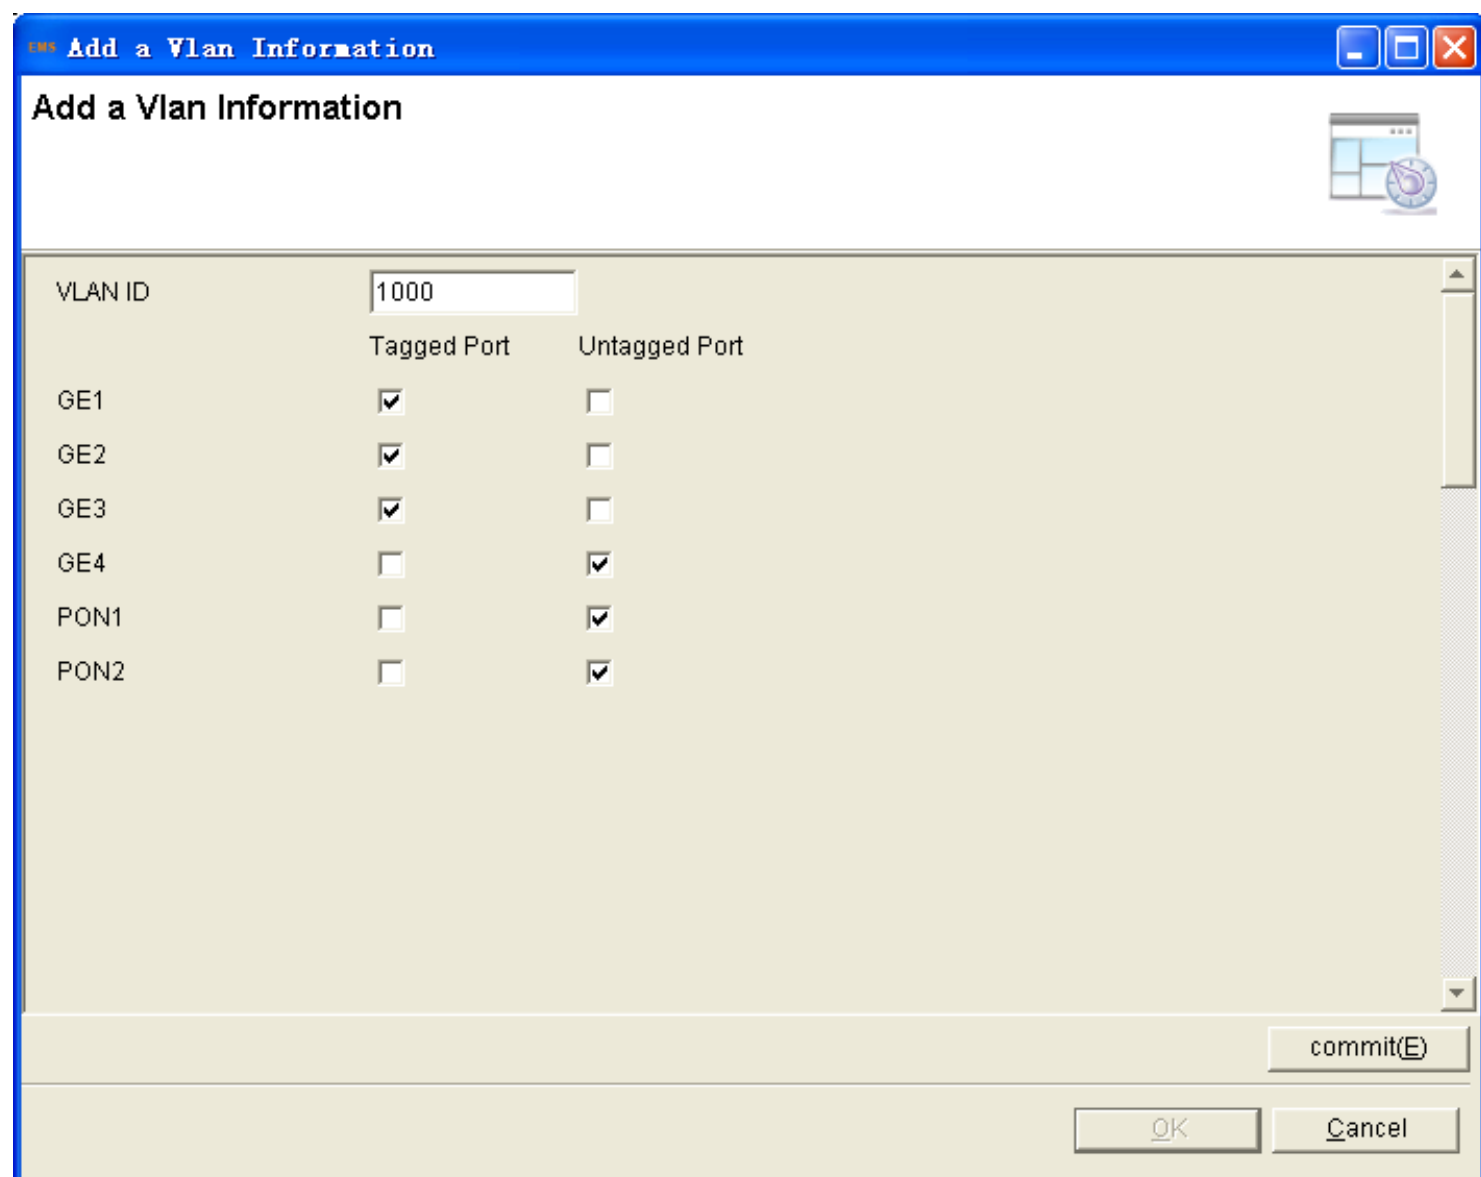 EMS Add a Vlan Information
Add a Vlan Information
VLAN ID 1000
Tagged Port Untagged Port
GE1
GE2
GE3
GE4
PON1
PON2
commit(E)
OK Cancel